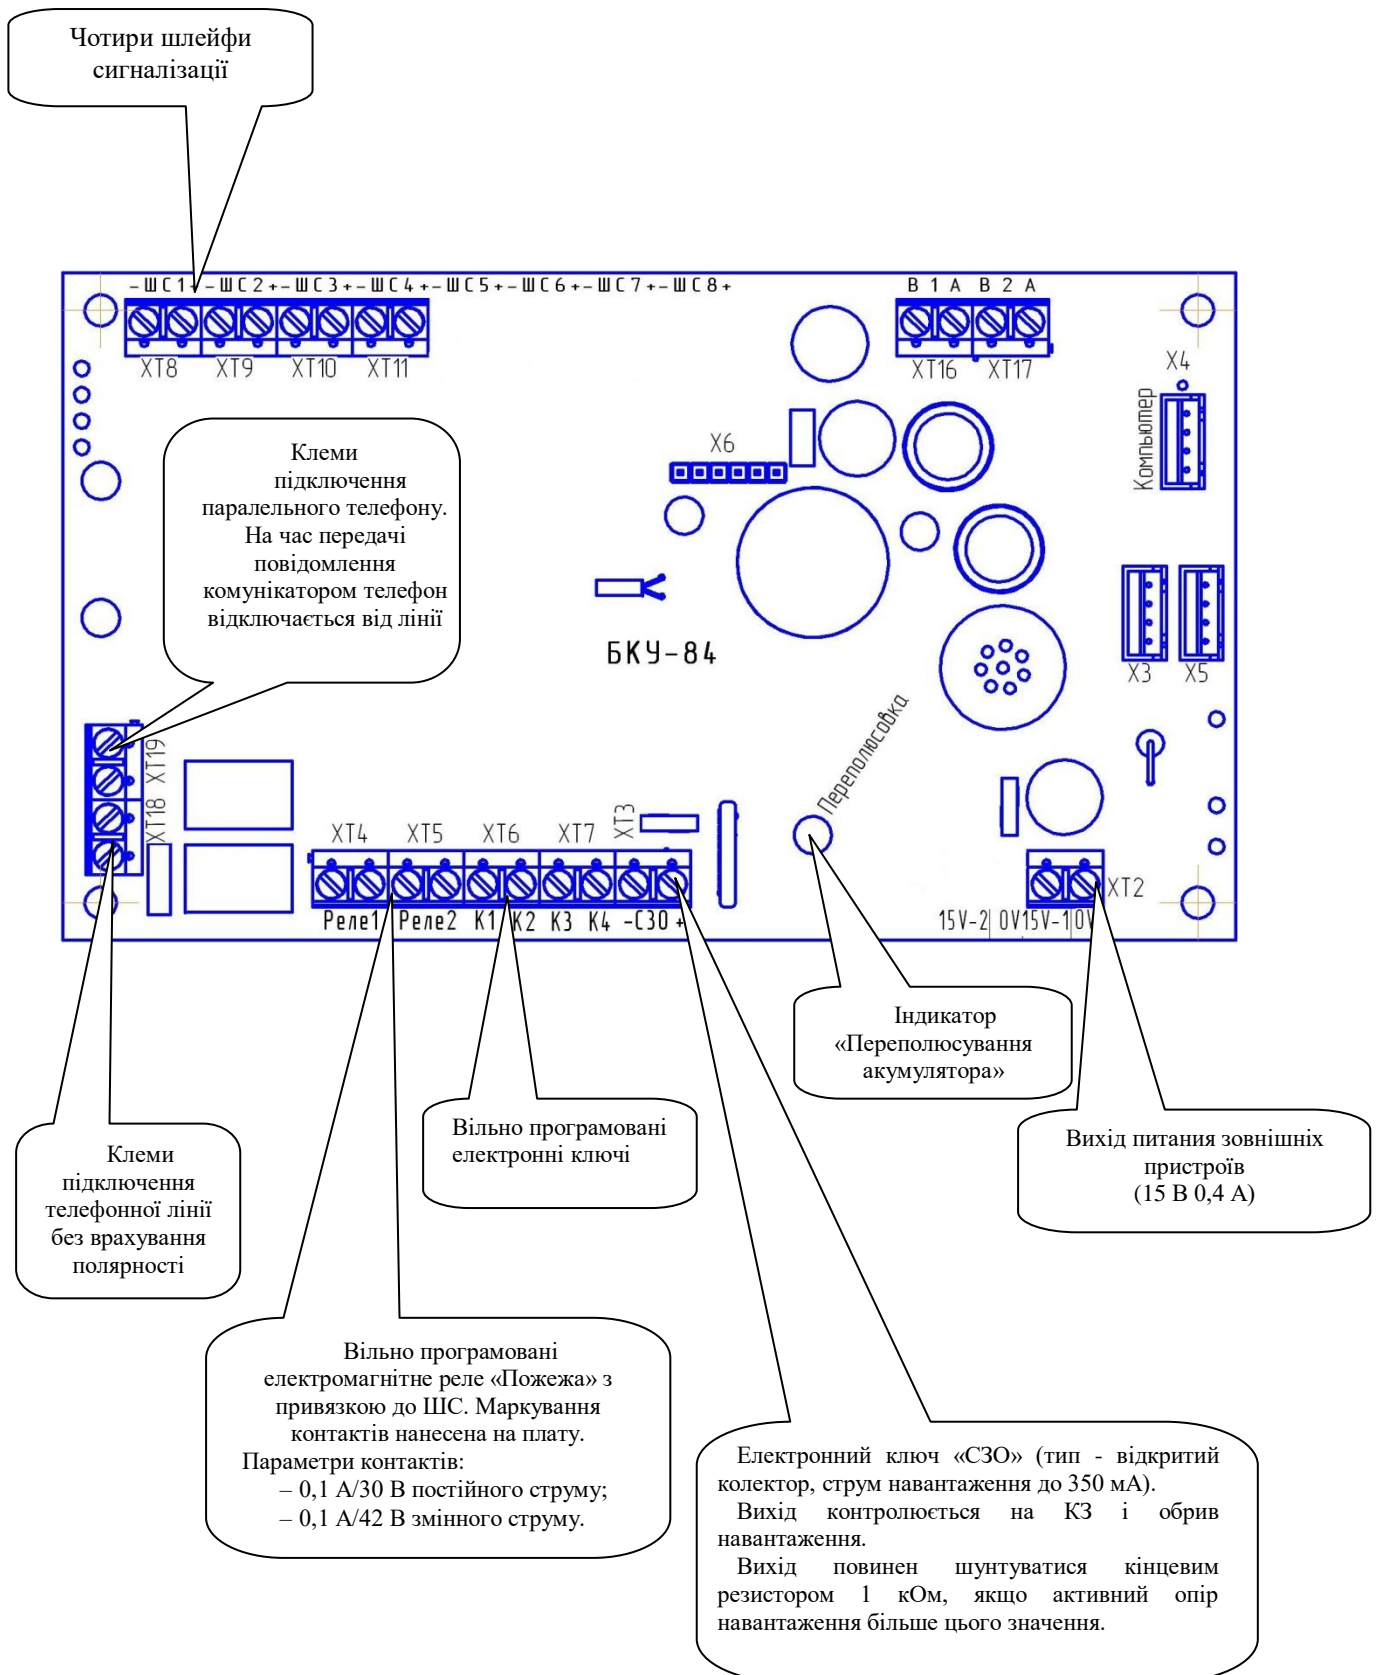 Чотири шлейфи
сигналізації
-ШС1+-ШС2+-ШС3+-ШС4+-ШС5+-ШС6+-ШС7+-ШС8+
В 1 А В 2 А
XT8 XT9 XT10 XT11
XT16 XT17
X4
Компьютер
X6
Клеми
підключення
паралельного телефону.
На час передачі
повідомлення
комунікатором телефон
відключається від лінії
БКУ-84
X3 X5
Переполюсовка
XT19
XT18
XT4 XT5 XT6 XT7 XT3
XT2
Реле1 Реле2 К1 К2 К3 К4 -СЗО +
15V-2 0V 15V-1 0V
Індикатор
«Переполюсування
акумулятора»
Вільно програмовані
електронні ключі
Вихід питания зовнішніх
пристроїв
(15 В 0,4 А)
Клеми
підключення
телефонної лінії
без врахування
полярності
Вільно програмовані
електромагнітне реле «Пожежа» з
привязкою до ШС. Маркування
контактів нанесена на плату.
Параметри контактів:
– 0,1 А/30 В постійного струму;
– 0,1 А/42 В змінного струму.
Електронний ключ «СЗО» (тип - відкритий
колектор, струм навантаження до 350 мА).
Вихід контролюється на КЗ і обрив
навантаження.
Вихід повинен шунтуватися кінцевим
резистором 1 кОм, якщо активний опір
навантаження більше цього значення.